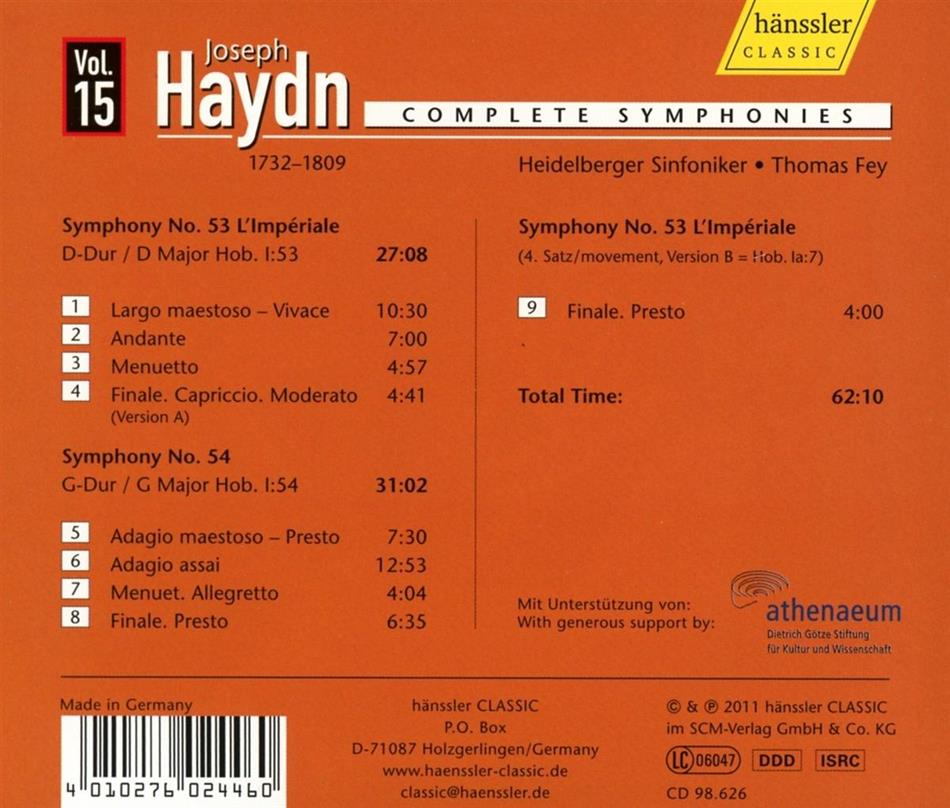 hänssler
CLASSIC
Vol.
15
Joseph
Haydn
COMPLETE SYMPHONIES
1732–1809
Heidelberger Sinfoniker • Thomas Fey
Symphony No. 53 L'Impériale
D-Dur / D Major Hob. I:53 27:08
1 Largo maestoso – Vivace 10:30
2 Andante 7:00
3 Menuetto 4:57
4 Finale. Capriccio. Moderato 4:41
(Version A)
Symphony No. 54
G-Dur / G Major Hob. I:54 31:02
5 Adagio maestoso – Presto 7:30
6 Adagio assai 12:53
7 Menuet. Allegretto 4:04
8 Finale. Presto 6:35
Symphony No. 53 L'Impériale
(4. Satz/movement, Version B = Hob. Ia:7)
9 Finale. Presto 4:00
Total Time: 62:10
Mit Unterstützung von:
With generous support by:
athenaeum
Dietrich Götze Stiftung
für Kultur und Wissenschaft
Made in Germany
4 010276 024460
hänssler CLASSIC
P.O. Box
D-71087 Holzgerlingen/Germany
www.haenssler-classic.de
classic@haenssler.de
© & ℗ 2011 hänssler CLASSIC
im SCM-Verlag GmbH & Co. KG
LC 06047 DDD ISRC
CD 98.626